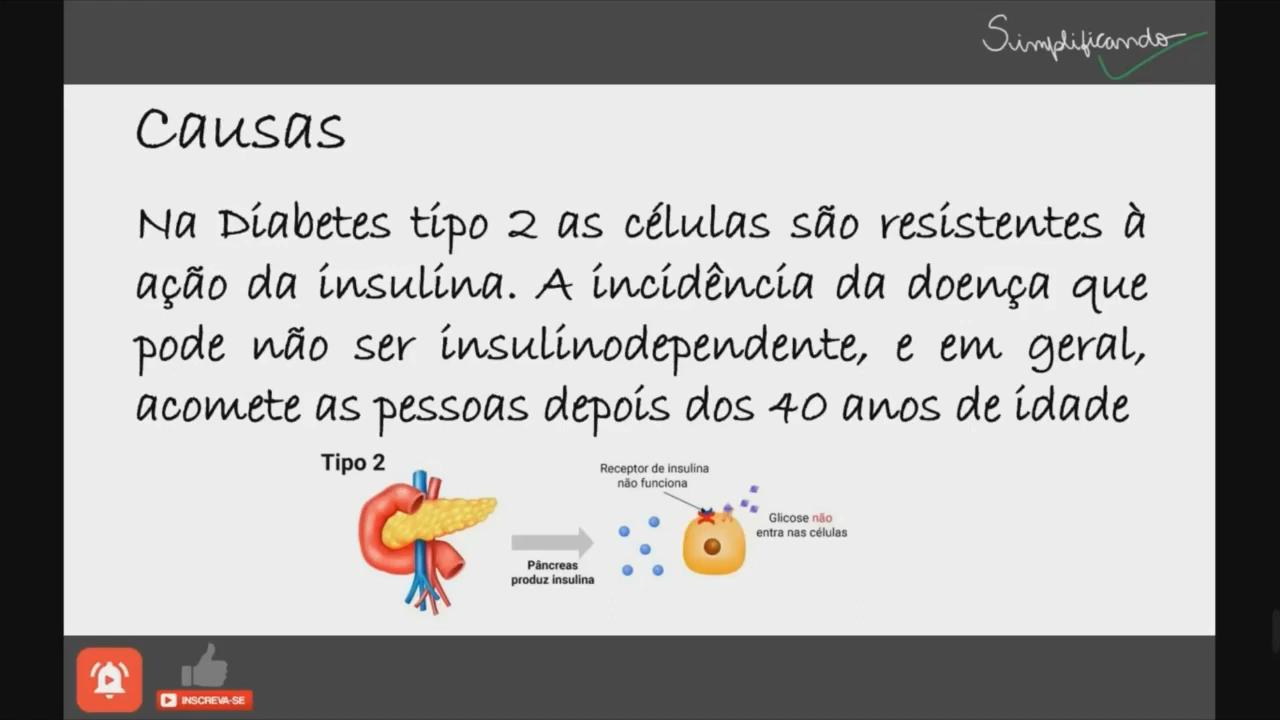 Simplificando
Causas
Na Diabetes tipo 2 as células são resistentes à
ação da insulina. A incidência da doença que
pode não ser insulinodependente, e em geral,
acomete as pessoas depois dos 40 anos de idade
Tipo 2
Receptor de insulina
não funciona
Glicose não
entra nas células
Pâncreas
produz insulina
INSCREVA-SE